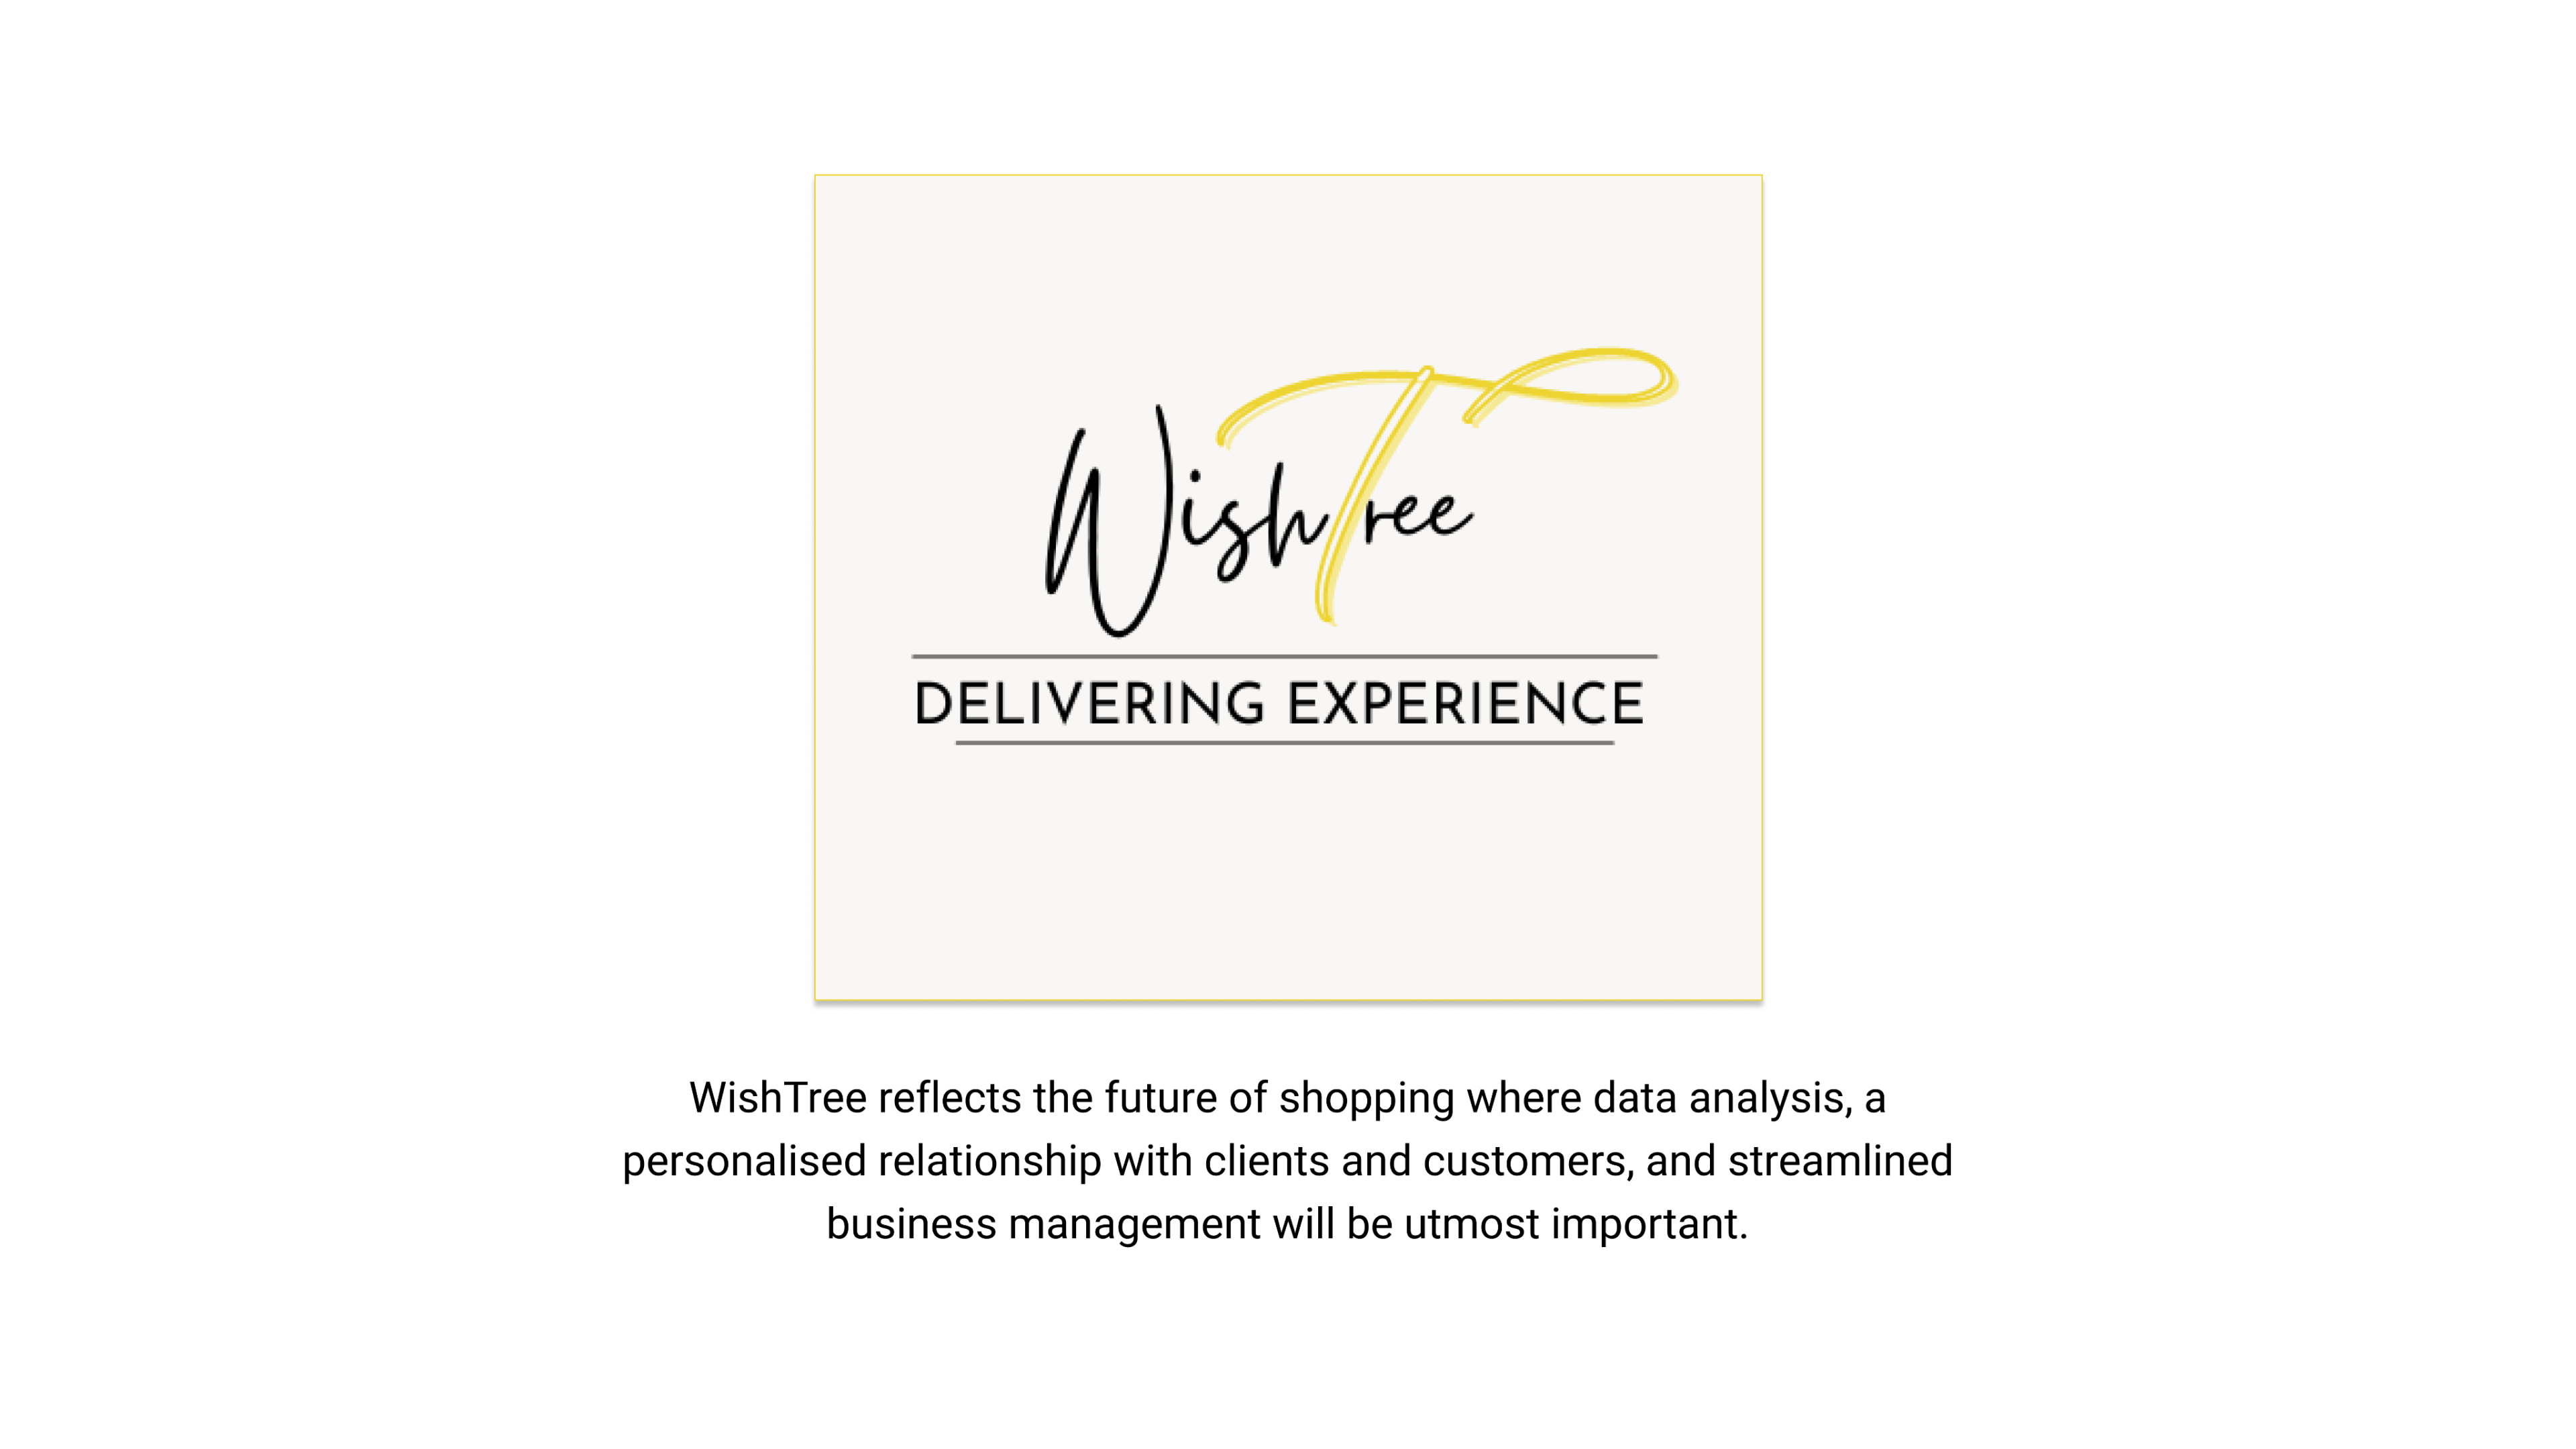 WishTree
DELIVERING EXPERIENCE
WishTree reflects the future of shopping where data analysis, a
personalised relationship with clients and customers, and streamlined
business management will be utmost important.